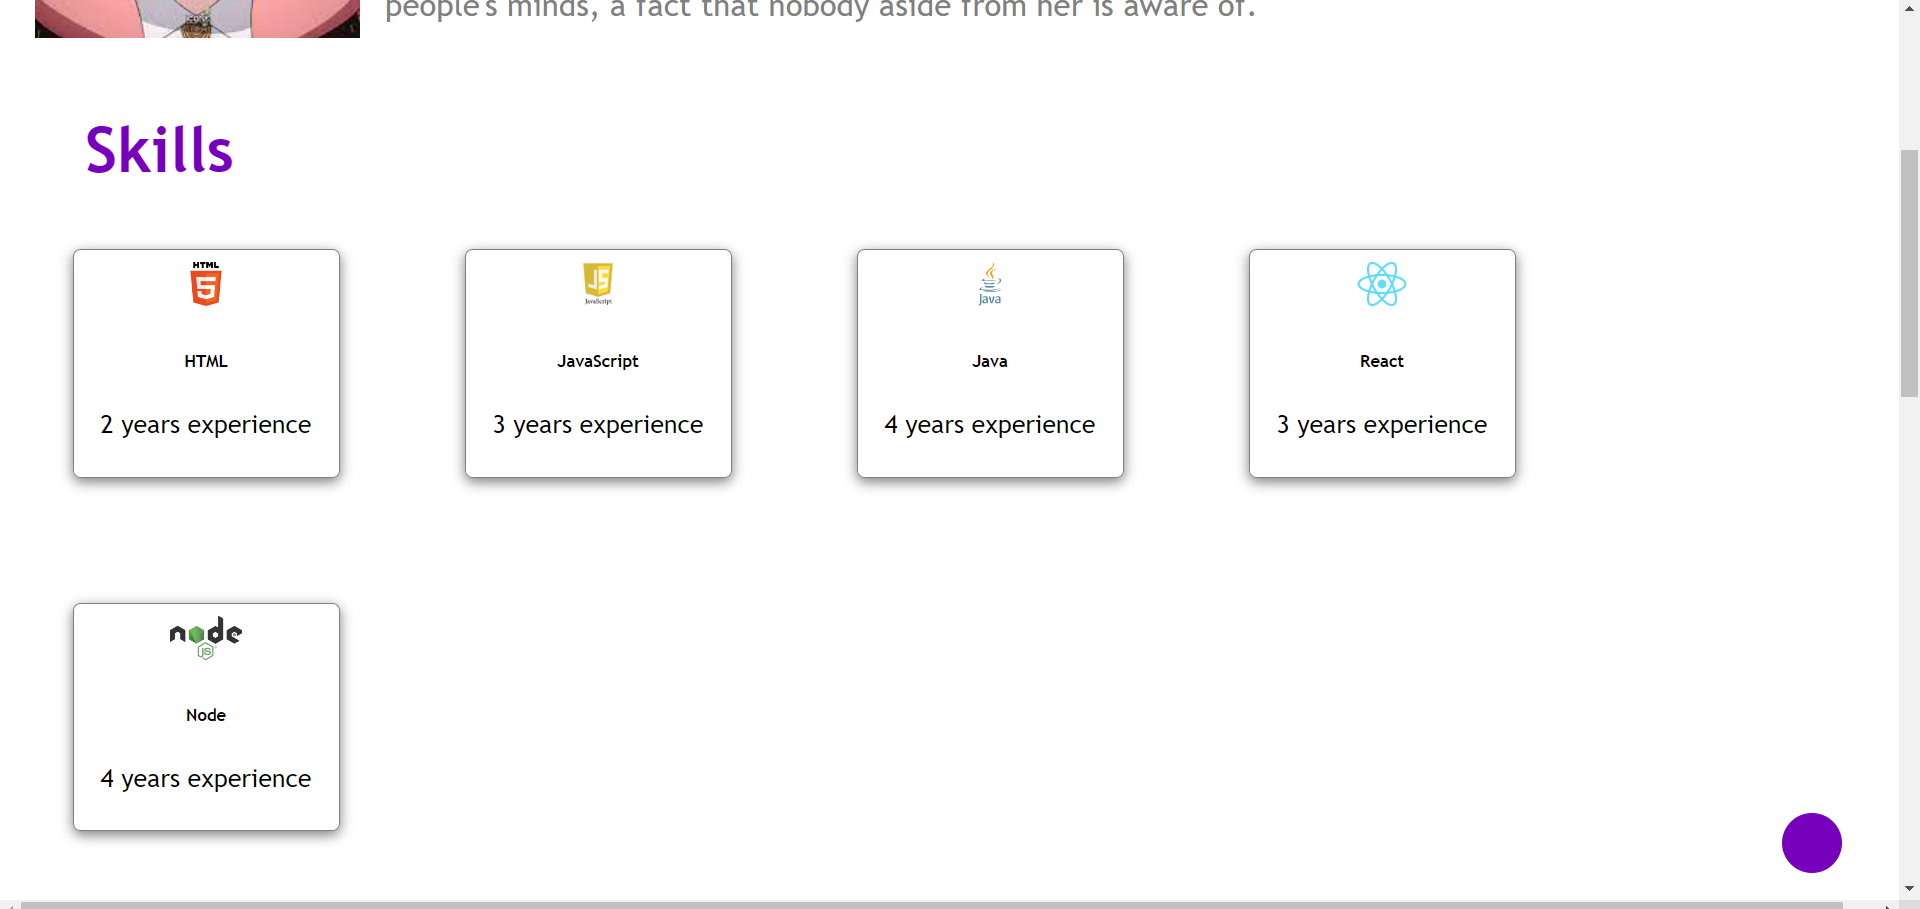 people's minds, a fact that nobody aside from her is aware of.
Skills
HTML
5
HTML
2 years experience
JS
JavaScript
JavaScript
3 years experience
Java
Java
4 years experience
React
3 years experience
node
JS
Node
4 years experience